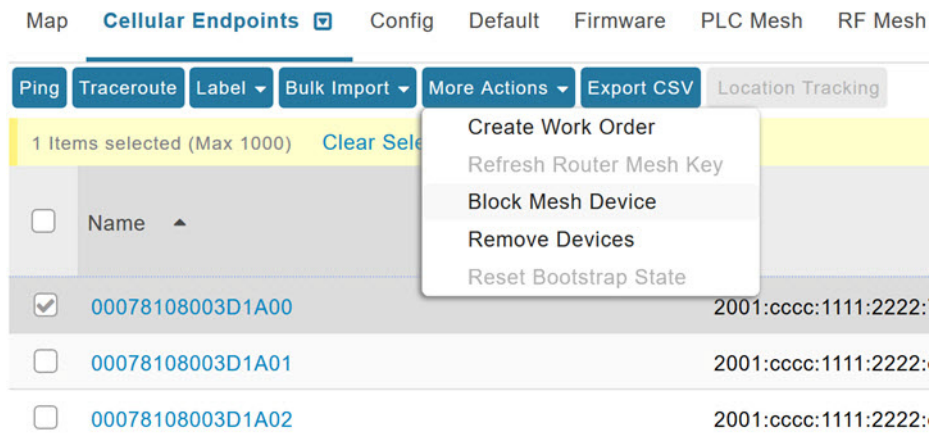 Map Cellular Endpoints Config Default Firmware PLC Mesh RF Mesh
Ping Traceroute Label Bulk Import More Actions Export CSV Location Tracking
1 Items selected (Max 1000) Clear Sele
Create Work Order
Refresh Router Mesh Key
Block Mesh Device
Remove Devices
Reset Bootstrap State
Name
00078108003D1A00 2001:cccc:1111:2222:
00078108003D1A01 2001:cccc:1111:2222:
00078108003D1A02 2001:cccc:1111:2222: